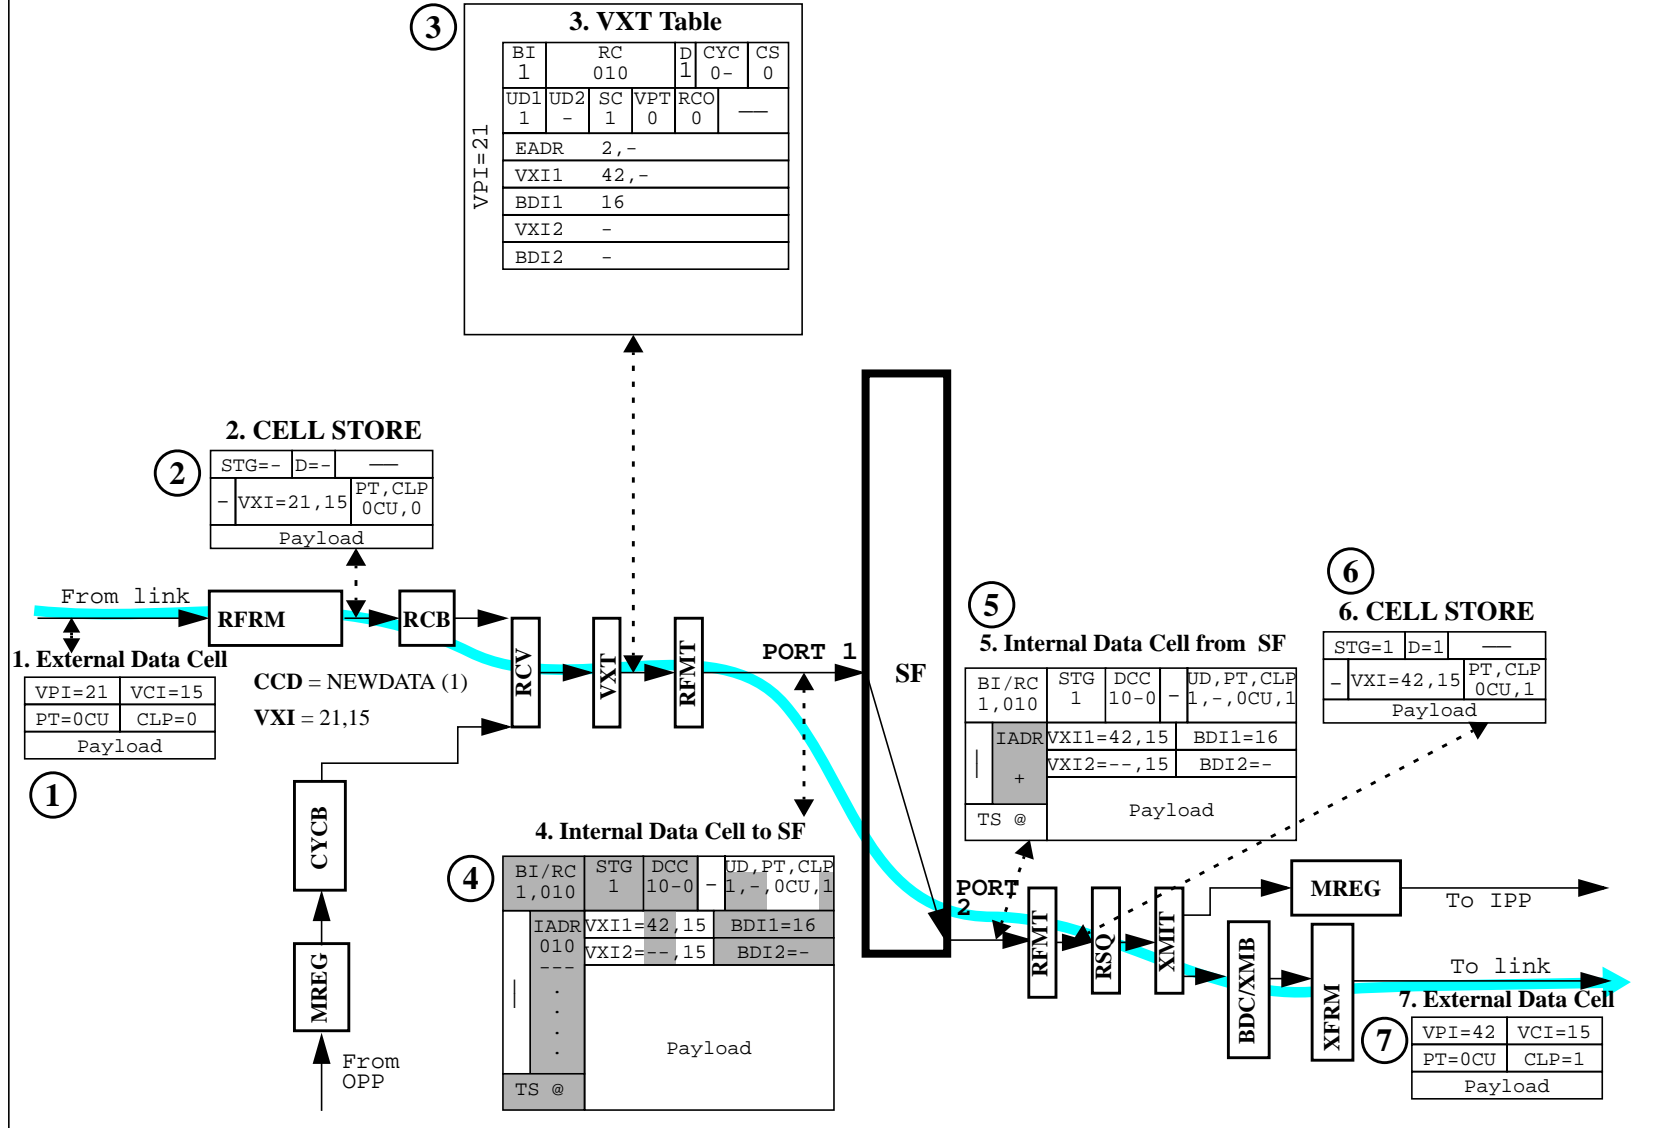 3
3. VXT Table
BI RC D CYC CS
1 010 1 0- 0
UD1 UD2 SC VPT RCO
1 - 1 0 0 —
VPI=21
EADR 2,-
VXI1 42,-
BDI1 16
VXI2 -
BDI2 -
2. CELL STORE
2
STG=- D=- —
- VXI=21,15 PT,CLP
0CU,0
Payload
From link
RFRM
RCB
RCV
VXT
RFMT
PORT 1
SF
1. External Data Cell
VPI=21 VCI=15
PT=0CU CLP=0
Payload
1
CCD = NEWDATA (1)
VXI = 21,15
CYCB
MREG
From
OPP
4. Internal Data Cell to SF
4
BI/RC STG DCC UD,PT,CLP
1,010 1 10-0 - 1,-,0CU,1
IADR VXI1=42,15 BDI1=16
010 VXI2=--,15 BDI2=-
---
.
.
.
.
Payload
TS @
5
5. Internal Data Cell from SF
BI/RC STG DCC UD,PT,CLP
1,010 1 10-0 - 1,-,0CU,1
IADR VXI1=42,15 BDI1=16
+ VXI2=--,15 BDI2=-
TS @ Payload
6
6. CELL STORE
STG=1 D=1 —
- VXI=42,15 PT,CLP
0CU,1
Payload
PORT
2
RFMT
RSQ
XMIT
MREG
To IPP
BDC/XMB
XFRM
To link
7. External Data Cell
7
VPI=42 VCI=15
PT=0CU CLP=1
Payload